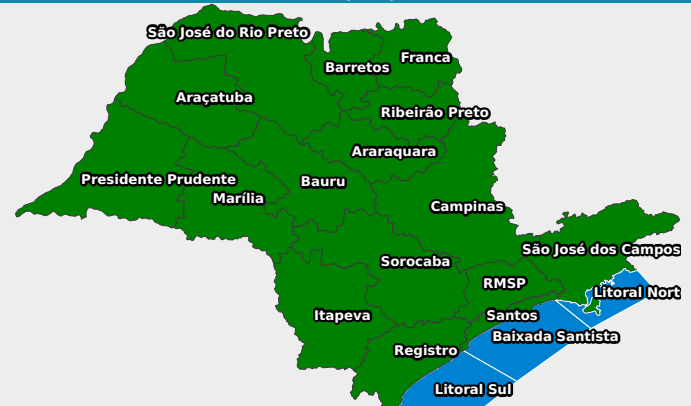 São José do Rio Preto
Barretos
Franca
Araçatuba
Ribeirão Preto
Araraquara
Presidente Prudente
Bauru
Marília
Campinas
São José dos Campos
Sorocaba
RMSP
Litoral Nort
Itapeva
Santos
Baixada Santista
Registro
Litoral Sul